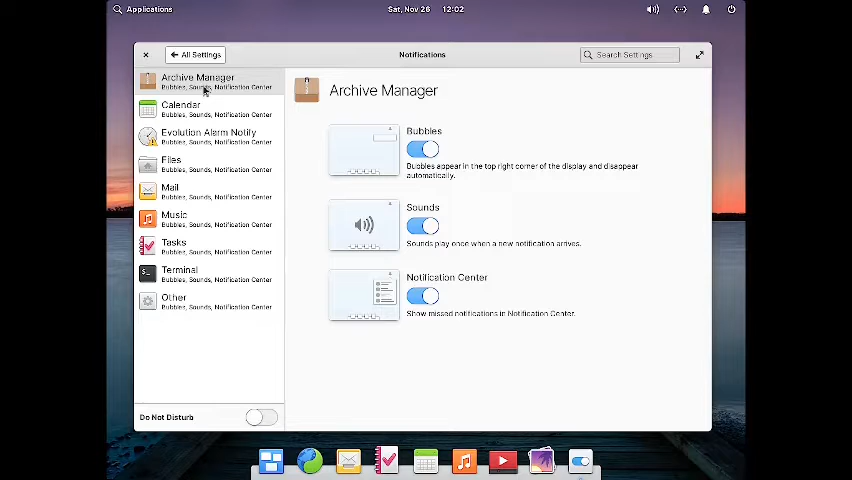 Applications
Sat, Nov 26 12:02
All Settings
Notifications
Search Settings
Archive Manager
Bubbles, Sounds, Notification Center
Calendar
Bubbles, Sounds, Notification Center
Evolution Alarm Notify
Bubbles, Sounds, Notification Center
Files
Bubbles, Sounds, Notification Center
Mail
Bubbles, Sounds, Notification Center
Music
Bubbles, Sounds, Notification Center
Tasks
Bubbles, Sounds, Notification Center
Terminal
Bubbles, Sounds, Notification Center
Other
Bubbles, Sounds, Notification Center
Do Not Disturb
Archive Manager
Bubbles
Bubbles appear in the top right corner of the display and disappear
automatically.
Sounds
Sounds play once when a new notification arrives.
Notification Center
Show missed notifications in Notification Center.